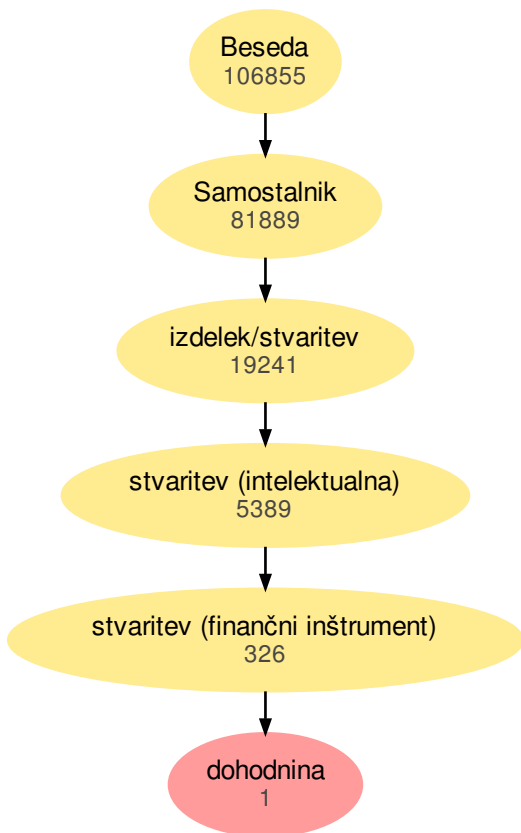 Beseda
106855
Samostalnik
81889
izdelek/stvaritev
19241
stvaritev (intelektualna)
5389
stvaritev (finančni inštrument)
326
dohodnina
1